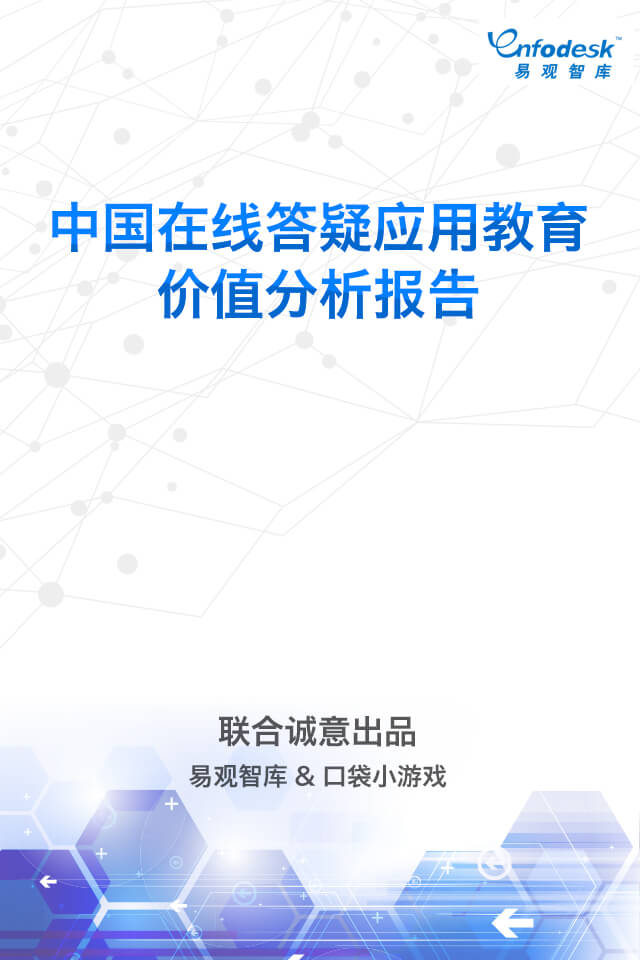 enfodesk™
易观智库
中国在线答疑应用教育
价值分析报告
联合诚意出品
易观智库 & 口袋小游戏